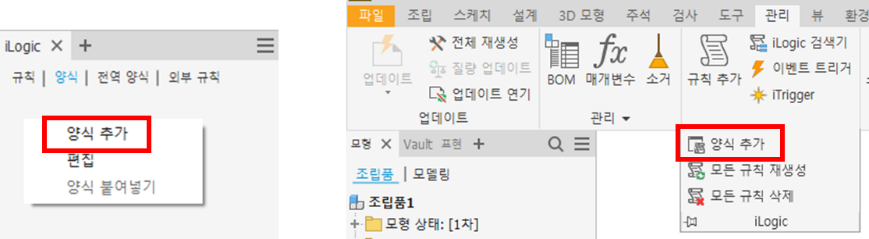 iLogic × +
규칙 | 양식 | 전역 양식 | 외부 규칙
양식 추가
편집
양식 붙여넣기
파일 조립 스케치 설계 3D 모형 주석 검사 도구 관리 뷰 환경
업데이트
전체 재생성
질량 업데이트
업데이트 연기
업데이트
BOM
매개변수
소거
관리
규칙 추가
iLogic 검색기
이벤트 트리거
iTrigger
양식 추가
모든 규칙 재생성
모든 규칙 삭제
iLogic
모형 × Vault 표현 +
조립품 | 모델링
조립품1
모형 상태: [1차]